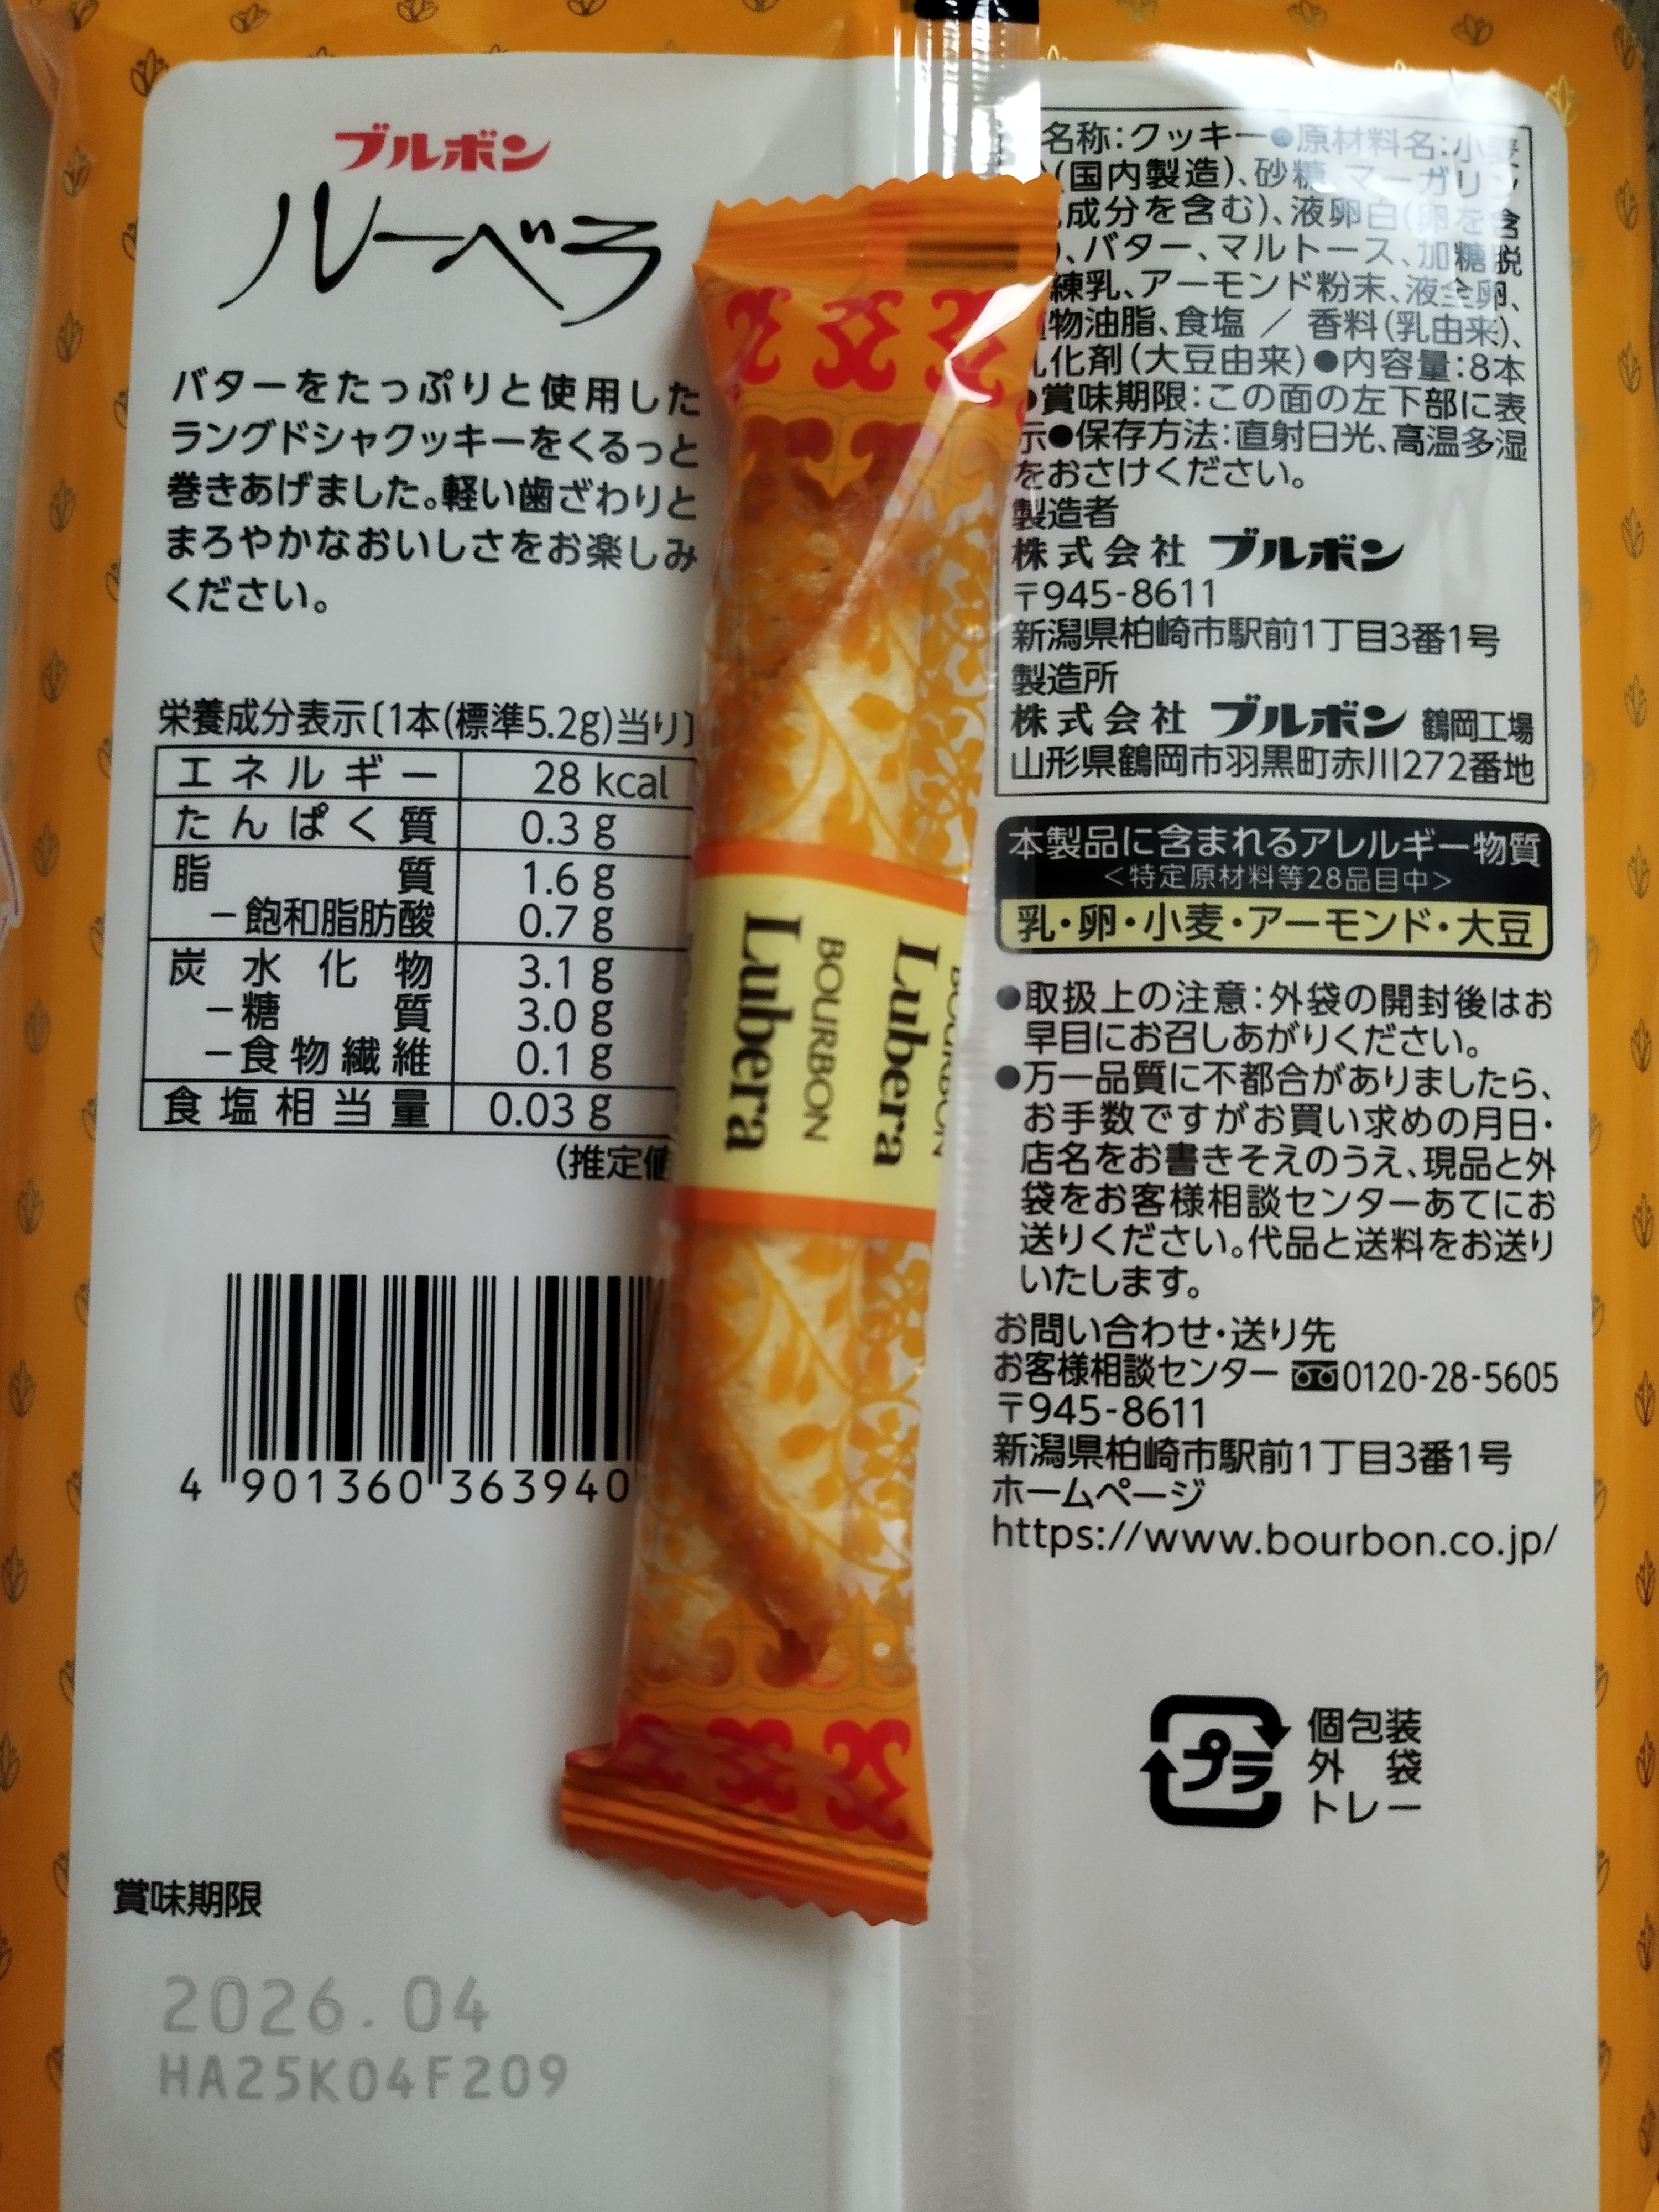 ブルボン
ルーベラ
バターをたっぷりと使用した
ラングドシャクッキーをくるっと
巻きあげました。軽い歯ざわりと
まろやかなおいしさをお楽しみ
ください。
栄養成分表示〔1本(標準5.2g)当り〕
エネルギー 28 kcal
たんぱく質 0.3 g
脂質 1.6 g
－飽和脂肪酸 0.7 g
炭水化物 3.1 g
－糖質 3.0 g
－食物繊維 0.1 g
食塩相当量 0.03 g
(推定値
4 901360 363940
賞味期限
2026.04
HA25K04F209
BOURBON
Lubera
BOURBON
Lubera
名称:クッキー●原材料名:小麦
(国内製造)、砂糖、マーガリン
成分を含む)、液卵白(卵を含
)、バター、マルトース、加糖脱
練乳、アーモンド粉末、液全卵、
物油脂、食塩 ／ 香料(乳由来)、
化剤(大豆由来)●内容量:8本
●賞味期限:この面の左下部に表
示●保存方法:直射日光、高温多湿
をおさけください。
製造者
株式会社 ブルボン
〒945-8611
新潟県柏崎市駅前1丁目3番1号
製造所
株式会社 ブルボン 鶴岡工場
山形県鶴岡市羽黒町赤川272番地
本製品に含まれるアレルギー物質
<特定原材料等28品目中>
乳・卵・小麦・アーモンド・大豆
●取扱上の注意:外袋の開封後はお
早目にお召しあがりください。
●万一品質に不都合がありましたら、
お手数ですがお買い求めの月日・
店名をお書きそえのうえ、現品と外
袋をお客様相談センターあてにお
送りください。代品と送料をお送り
いたします。
お問い合わせ・送り先
お客様相談センター 0120-28-5605
〒945-8611
新潟県柏崎市駅前1丁目3番1号
ホームページ
https://www.bourbon.co.jp/
プラ
個包装
外袋
トレー